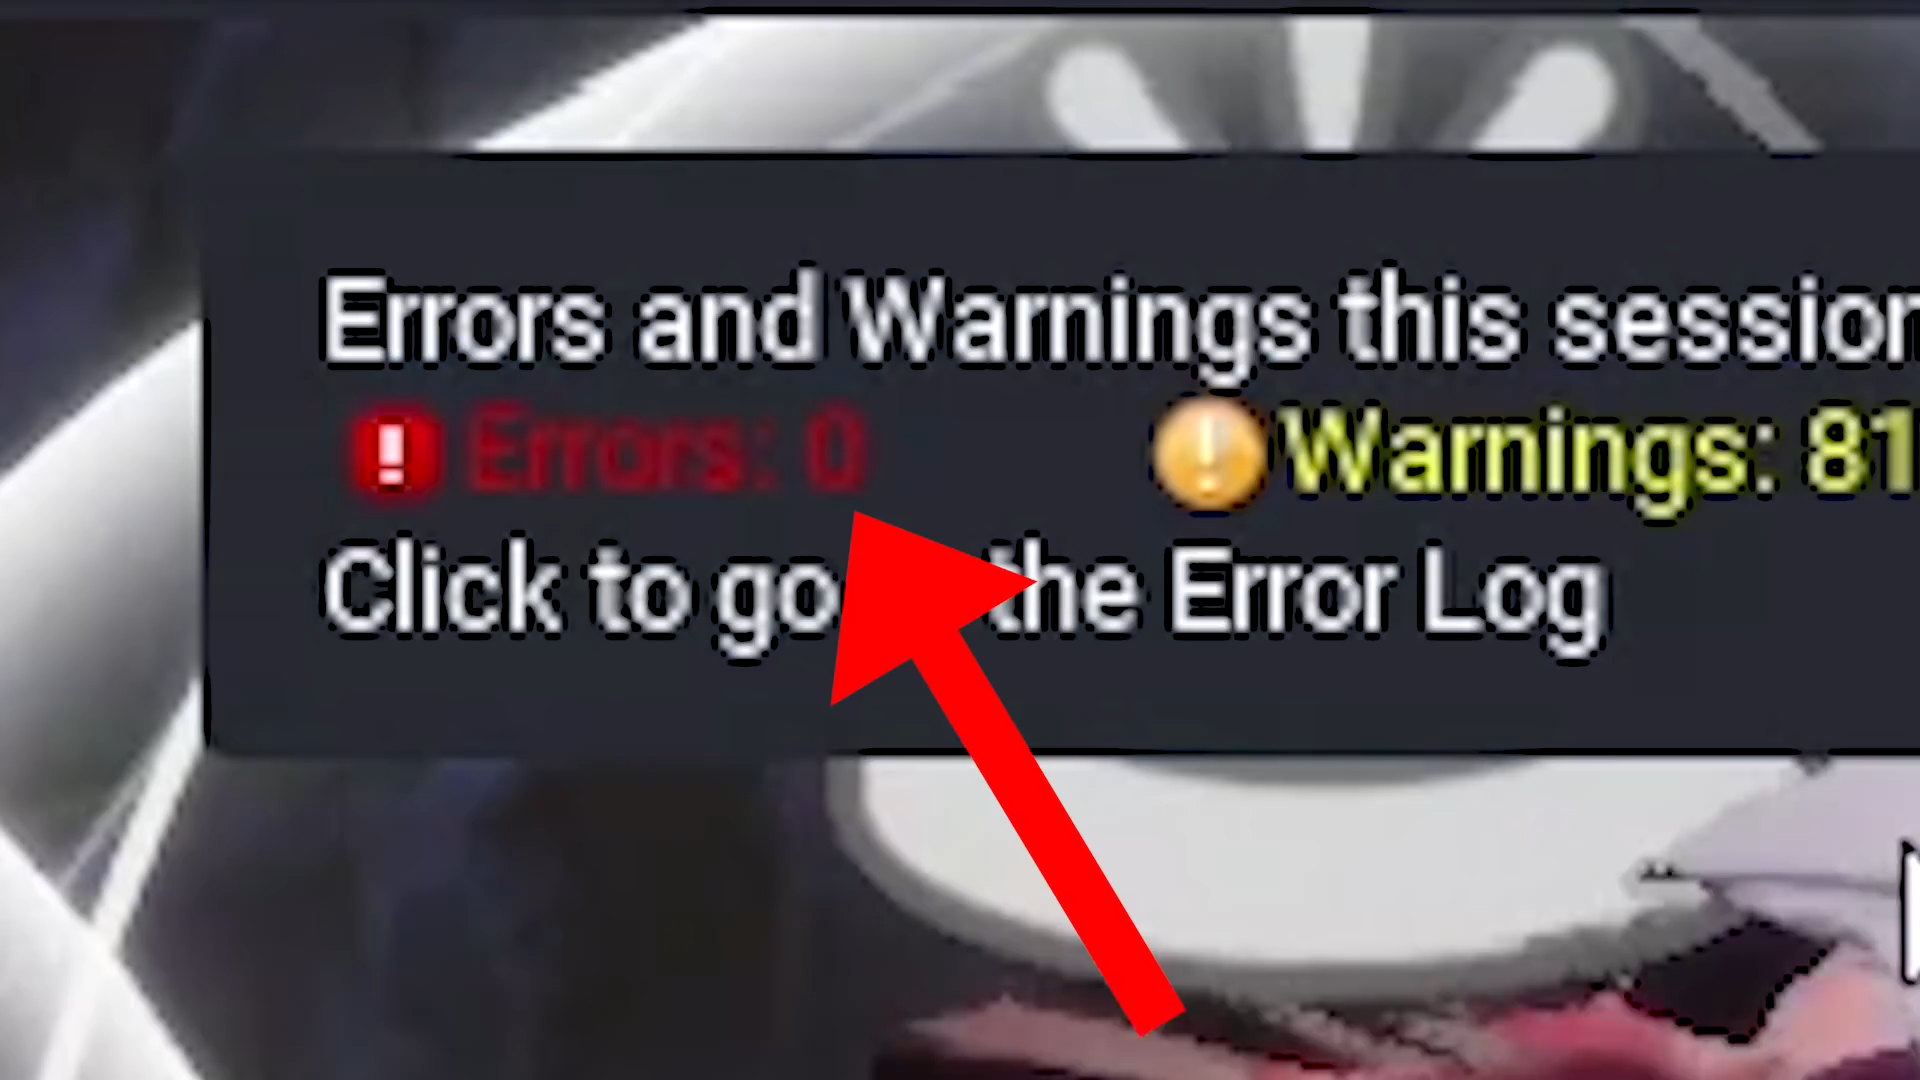 Errors and Warnings this session
Errors: 0 Warnings: 81
Click to go the Error Log